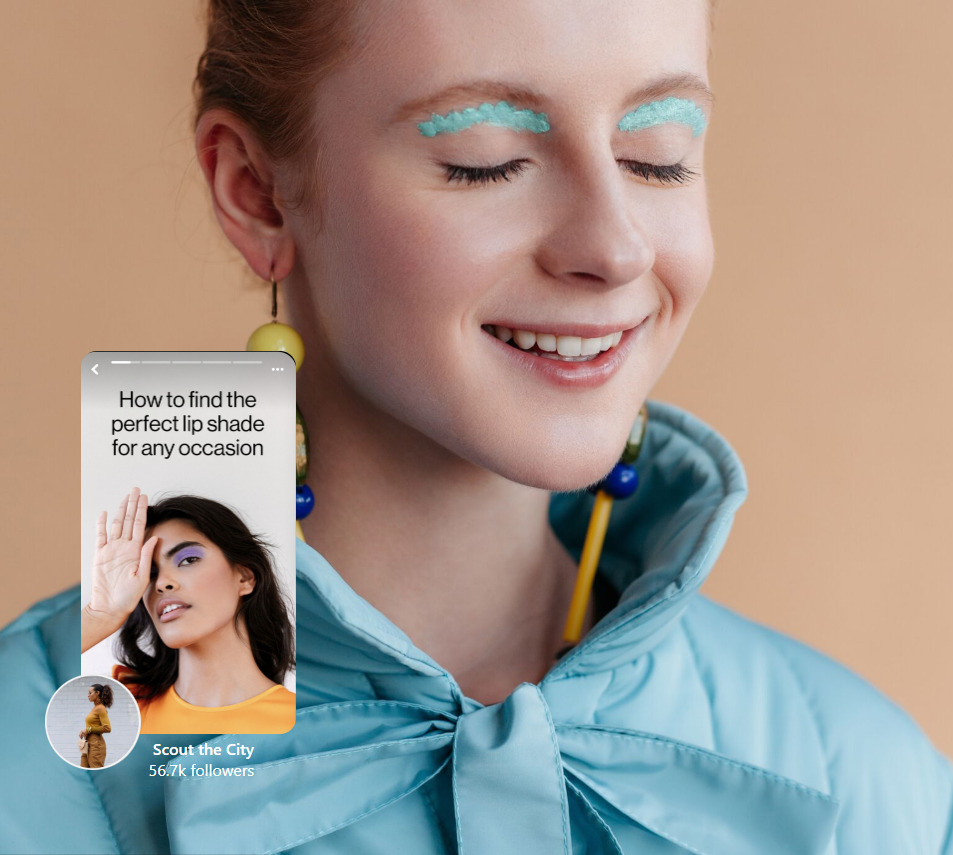 How to find the
perfect lip shade
for any occasion
Scout the City
56.7k followers